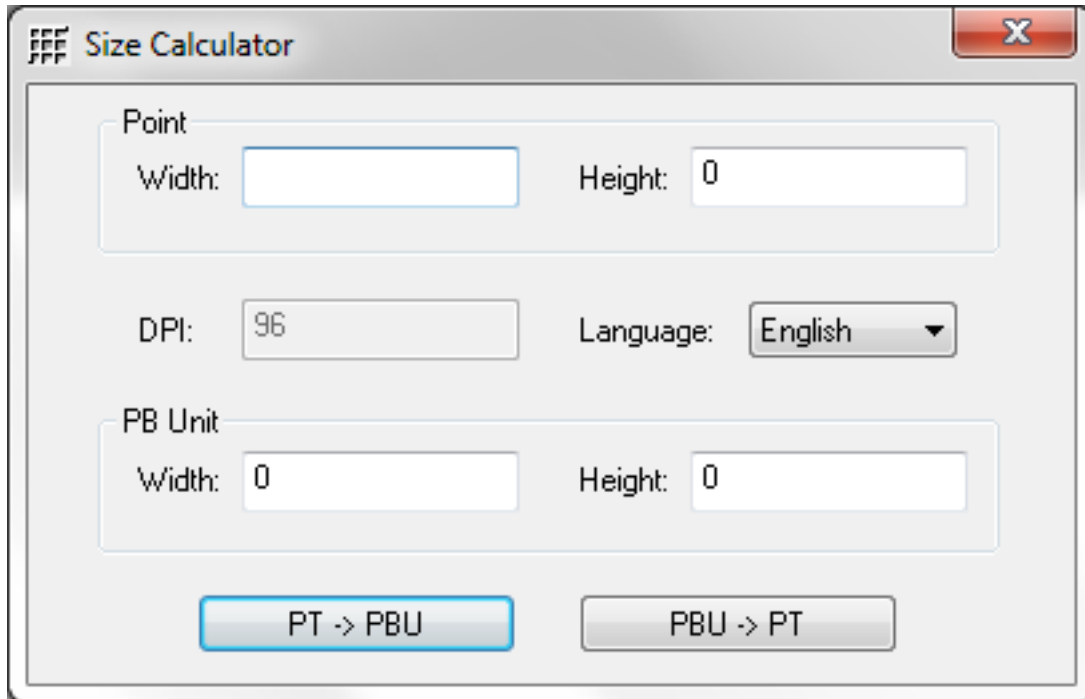 Size Calculator
Point
Width: Height: 0
DPI: 96 Language: English
PB Unit
Width: 0 Height: 0
PT -> PBU PBU -> PT